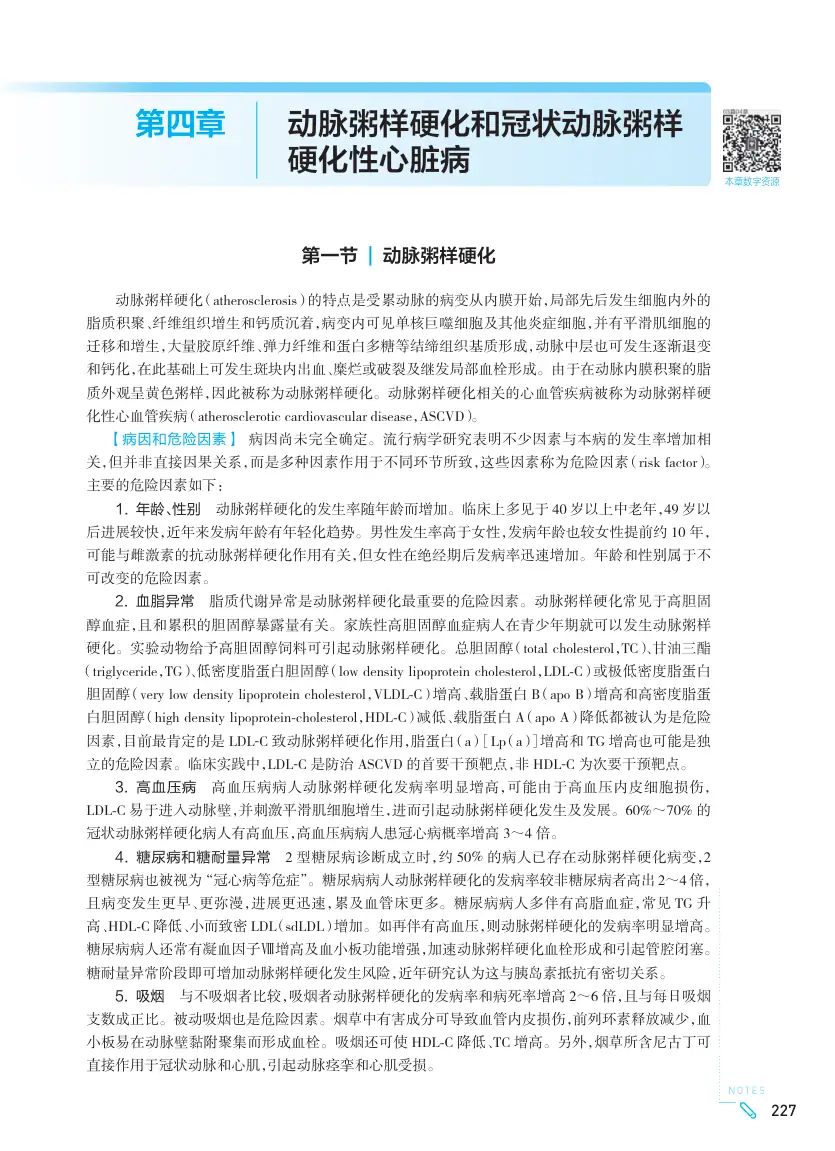 第四章
动脉粥样硬化和冠状动脉粥样
硬化性心脏病
本章数字资源
第一节 | 动脉粥样硬化
动脉粥样硬化（atherosclerosis）的特点是受累动脉的病变从内膜开始，局部先后发生细胞内外的
脂质积聚、纤维组织增生和钙质沉着，病变内可见单核巨噬细胞及其他炎症细胞，并有平滑肌细胞的
迁移和增生，大量胶原纤维、弹力纤维和蛋白多糖等结缔组织基质形成，动脉中层也可发生逐渐退变
和钙化，在此基础上可发生斑块内出血、糜烂或破裂及继发局部血栓形成。由于在动脉内膜积聚的脂
质外观呈黄色粥样，因此被称为动脉粥样硬化。动脉粥样硬化相关的心血管疾病被称为动脉粥样硬
化性心血管疾病（atherosclerotic cardiovascular disease，ASCVD）。
【病因和危险因素】 病因尚未完全确定。流行病学研究表明不少因素与本病的发生率增加相
关，但并非直接因果关系，而是多种因素作用于不同环节所致，这些因素称为危险因素（risk factor）。
主要的危险因素如下：
1. 年龄、性别 动脉粥样硬化的发生率随年龄而增加。临床上多见于 40 岁以上中老年，49 岁以
后进展较快，近年来发病年龄有年轻化趋势。男性发生率高于女性，发病年龄也较女性提前约 10 年，
可能与雌激素的抗动脉粥样硬化作用有关，但女性在绝经期后发病率迅速增加。年龄和性别属于不
可改变的危险因素。
2. 血脂异常 脂质代谢异常是动脉粥样硬化最重要的危险因素。动脉粥样硬化常见于高胆固
醇血症，且和累积的胆固醇暴露量有关。家族性高胆固醇血症病人在青少年期就可以发生动脉粥样
硬化。实验动物给予高胆固醇饲料可引起动脉粥样硬化。总胆固醇（total cholesterol，TC）、甘油三酯
（triglyceride，TG）、低密度脂蛋白胆固醇（low density lipoprotein cholesterol，LDL-C）或极低密度脂蛋白
胆固醇（very low density lipoprotein cholesterol，VLDL-C）增高、载脂蛋白 B（apo B）增高和高密度脂蛋
白胆固醇（high density lipoprotein-cholesterol，HDL-C）减低、载脂蛋白 A（apo A）降低都被认为是危险
因素，目前最肯定的是 LDL-C 致动脉粥样硬化作用，脂蛋白（a）［Lp（a）］增高和 TG 增高也可能是独
立的危险因素。临床实践中，LDL-C 是防治 ASCVD 的首要干预靶点，非 HDL-C 为次要干预靶点。
3. 高血压病 高血压病病人动脉粥样硬化发病率明显增高，可能由于高血压内皮细胞损伤，
LDL-C 易于进入动脉壁，并刺激平滑肌细胞增生，进而引起动脉粥样硬化发生及发展。60%～70% 的
冠状动脉粥样硬化病人有高血压，高血压病病人患冠心病概率增高 3～4 倍。
4. 糖尿病和糖耐量异常 2 型糖尿病诊断成立时，约 50% 的病人已存在动脉粥样硬化病变，2
型糖尿病也被视为 “冠心病等危症”。糖尿病病人动脉粥样硬化的发病率较非糖尿病者高出 2～4 倍，
且病变发生更早、更弥漫，进展更迅速，累及血管床更多。糖尿病病人多伴有高脂血症，常见 TG 升
高、HDL-C 降低、小而致密 LDL（sdLDL）增加。如再伴有高血压，则动脉粥样硬化的发病率明显增高。
糖尿病病人还常有凝血因子Ⅷ增高及血小板功能增强，加速动脉粥样硬化血栓形成和引起管腔闭塞。
糖耐量异常阶段即可增加动脉粥样硬化发生风险，近年研究认为这与胰岛素抵抗有密切关系。
5. 吸烟 与不吸烟者比较，吸烟者动脉粥样硬化的发病率和病死率增高 2～6 倍，且与每日吸烟
支数成正比。被动吸烟也是危险因素。烟草中有害成分可导致血管内皮损伤，前列环素释放减少，血
小板易在动脉壁黏附聚集而形成血栓。吸烟还可使 HDL-C 降低、TC 增高。另外，烟草所含尼古丁可
直接作用于冠状动脉和心肌，引起动脉痉挛和心肌受损。
NOTES
227